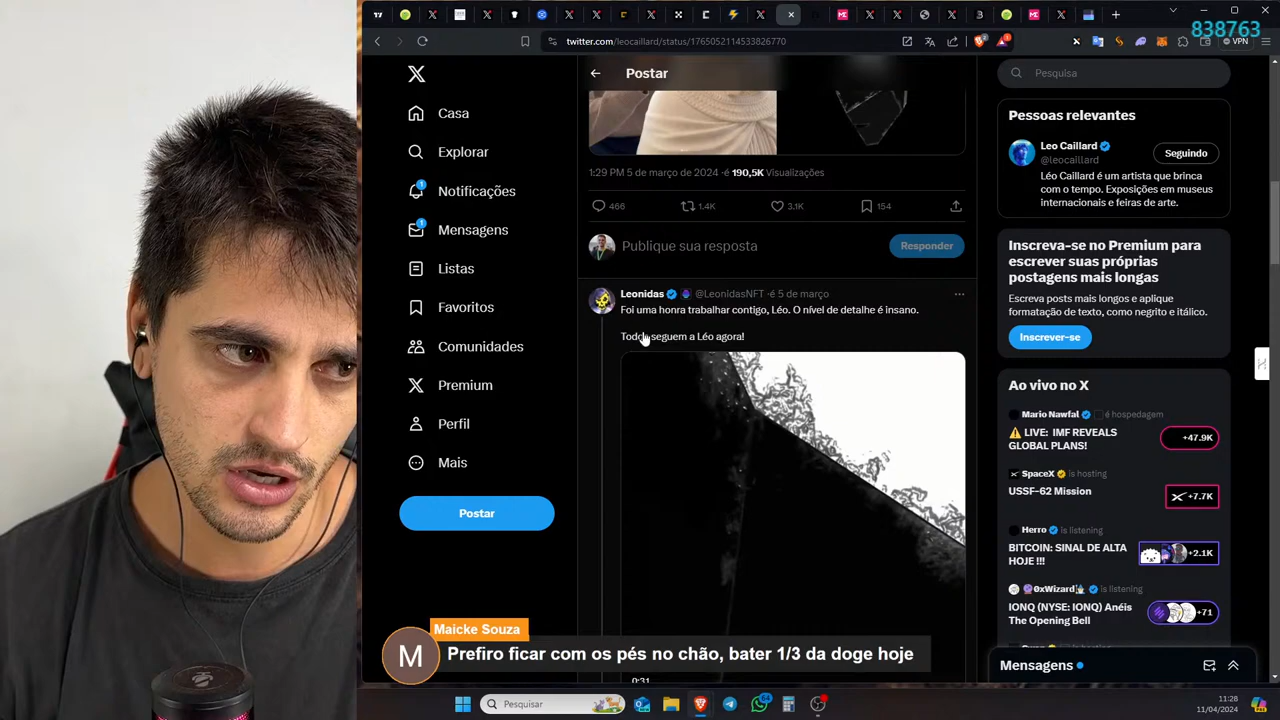 838763
twitter.com/leocaillard/status/1765052114533826770
VPN
Postar
Casa
Explorar
Notificações
Mensagens
Listas
Favoritos
Comunidades
Premium
Perfil
Mais
Postar
1:29 PM 5 de março de 2024 · é 190,5K Visualizações
466
1.4K
3.1K
154
Publique sua resposta
Responder
Leonidas @LeonidasNFT · é 5 de março
Foi uma honra trabalhar contigo, Léo. O nível de detalhe é insano.
seguem a Léo agora!
0:31
Pesquisa
Pessoas relevantes
Leo Caillard
@leocaillard
Seguindo
Léo Caillard é um artista que brinca
com o tempo. Exposições em museus
internacionais e feiras de arte.
Inscreva-se no Premium para
escrever suas próprias
postagens mais longas
Escreva posts mais longos e aplique
formatação de texto, como negrito e itálico.
Inscrever-se
Ao vivo no X
Mario Nawfal é hospedagem
LIVE: IMF REVEALS
GLOBAL PLANS!
+47.9K
SpaceX is hosting
USSF-62 Mission
+7.7K
Herro is listening
BITCOIN: SINAL DE ALTA
HOJE !!!
+2.1K
0xWizard is listening
IONQ (NYSE: IONQ) Anéis
The Opening Bell
+71
Mensagens
Maicke Souza
M
Prefiro ficar com os pés no chão, bater 1/3 da doge hoje
Pesquisar
64
11:28
11/04/2024